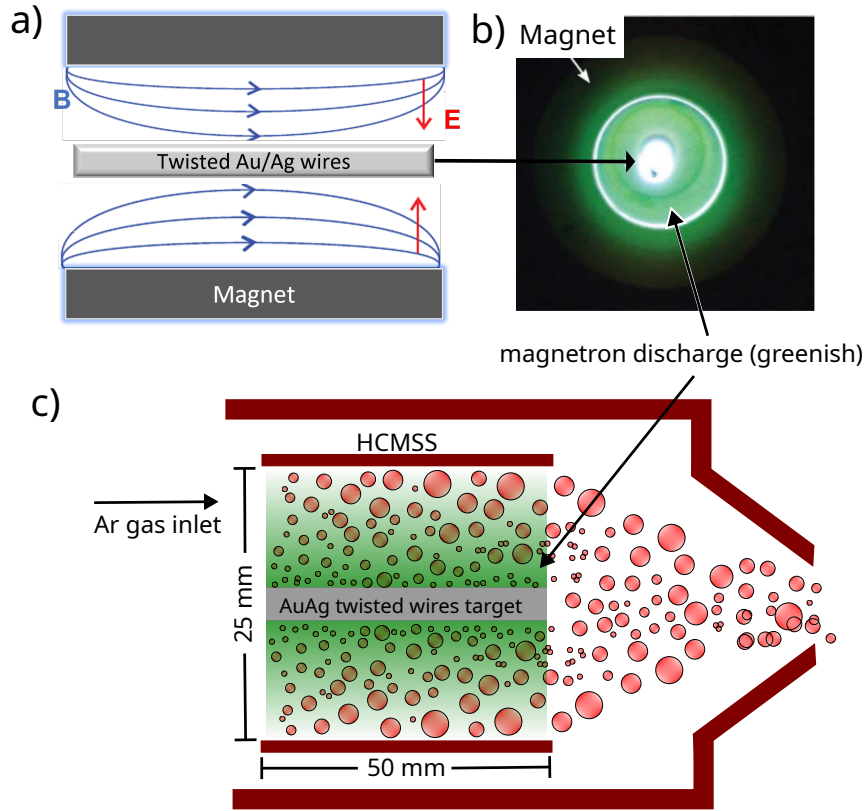 a)
B
E
Twisted Au/Ag wires
Magnet
b)
Magnet
magnetron discharge (greenish)
c)
HCMSS
Ar gas inlet
25 mm
AuAg twisted wires target
50 mm